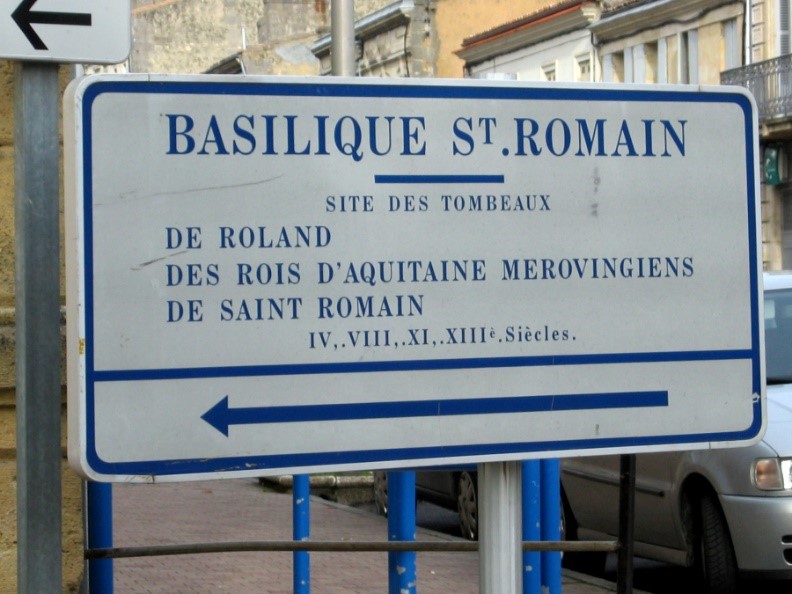 BASILIQUE ST.ROMAIN
SITE DES TOMBEAUX
DE ROLAND
DES ROIS D'AQUITAINE MEROVINGIENS
DE SAINT ROMAIN
IV,.VIII,.XI,.XIIIè.Siècles.